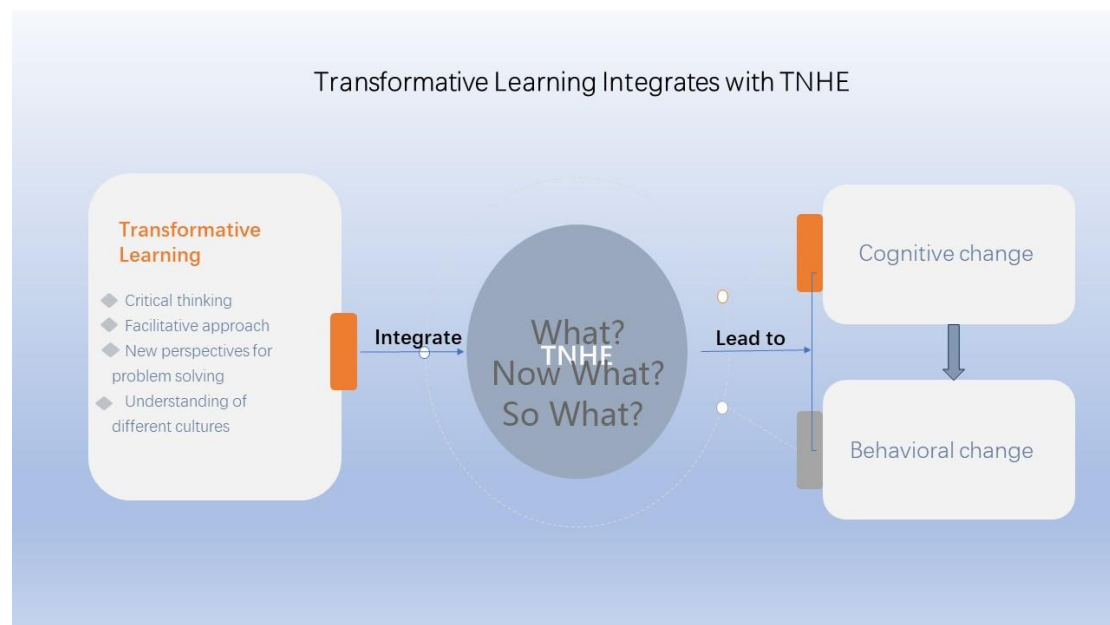 Transformative Learning Integrates with TNHE
Transformative
Learning
Critical thinking
Facilitative approach
New perspectives for
problem solving
Understanding of
different cultures
Integrate
What?
TNHE
Now What?
So What?
Lead to
Cognitive change
Behavioral change